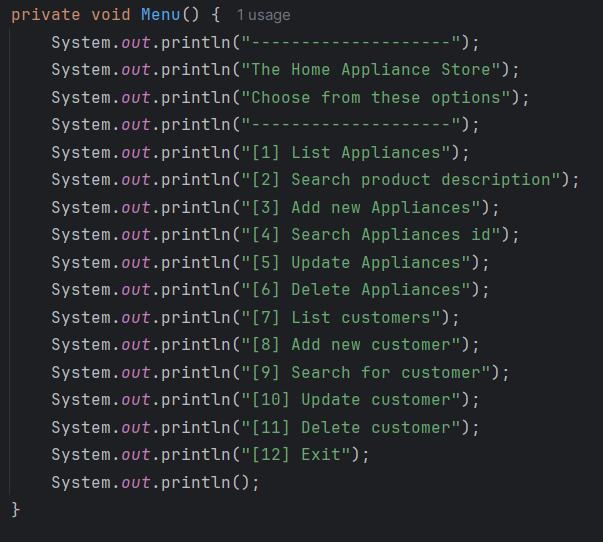 private void Menu() { 1 usage
System.out.println("--------------------");
System.out.println("The Home Appliance Store");
System.out.println("Choose from these options");
System.out.println("--------------------");
System.out.println("[1] List Appliances");
System.out.println("[2] Search product description");
System.out.println("[3] Add new Appliances");
System.out.println("[4] Search Appliances id");
System.out.println("[5] Update Appliances");
System.out.println("[6] Delete Appliances");
System.out.println("[7] List customers");
System.out.println("[8] Add new customer");
System.out.println("[9] Search for customer");
System.out.println("[10] Update customer");
System.out.println("[11] Delete customer");
System.out.println("[12] Exit");
System.out.println();
}